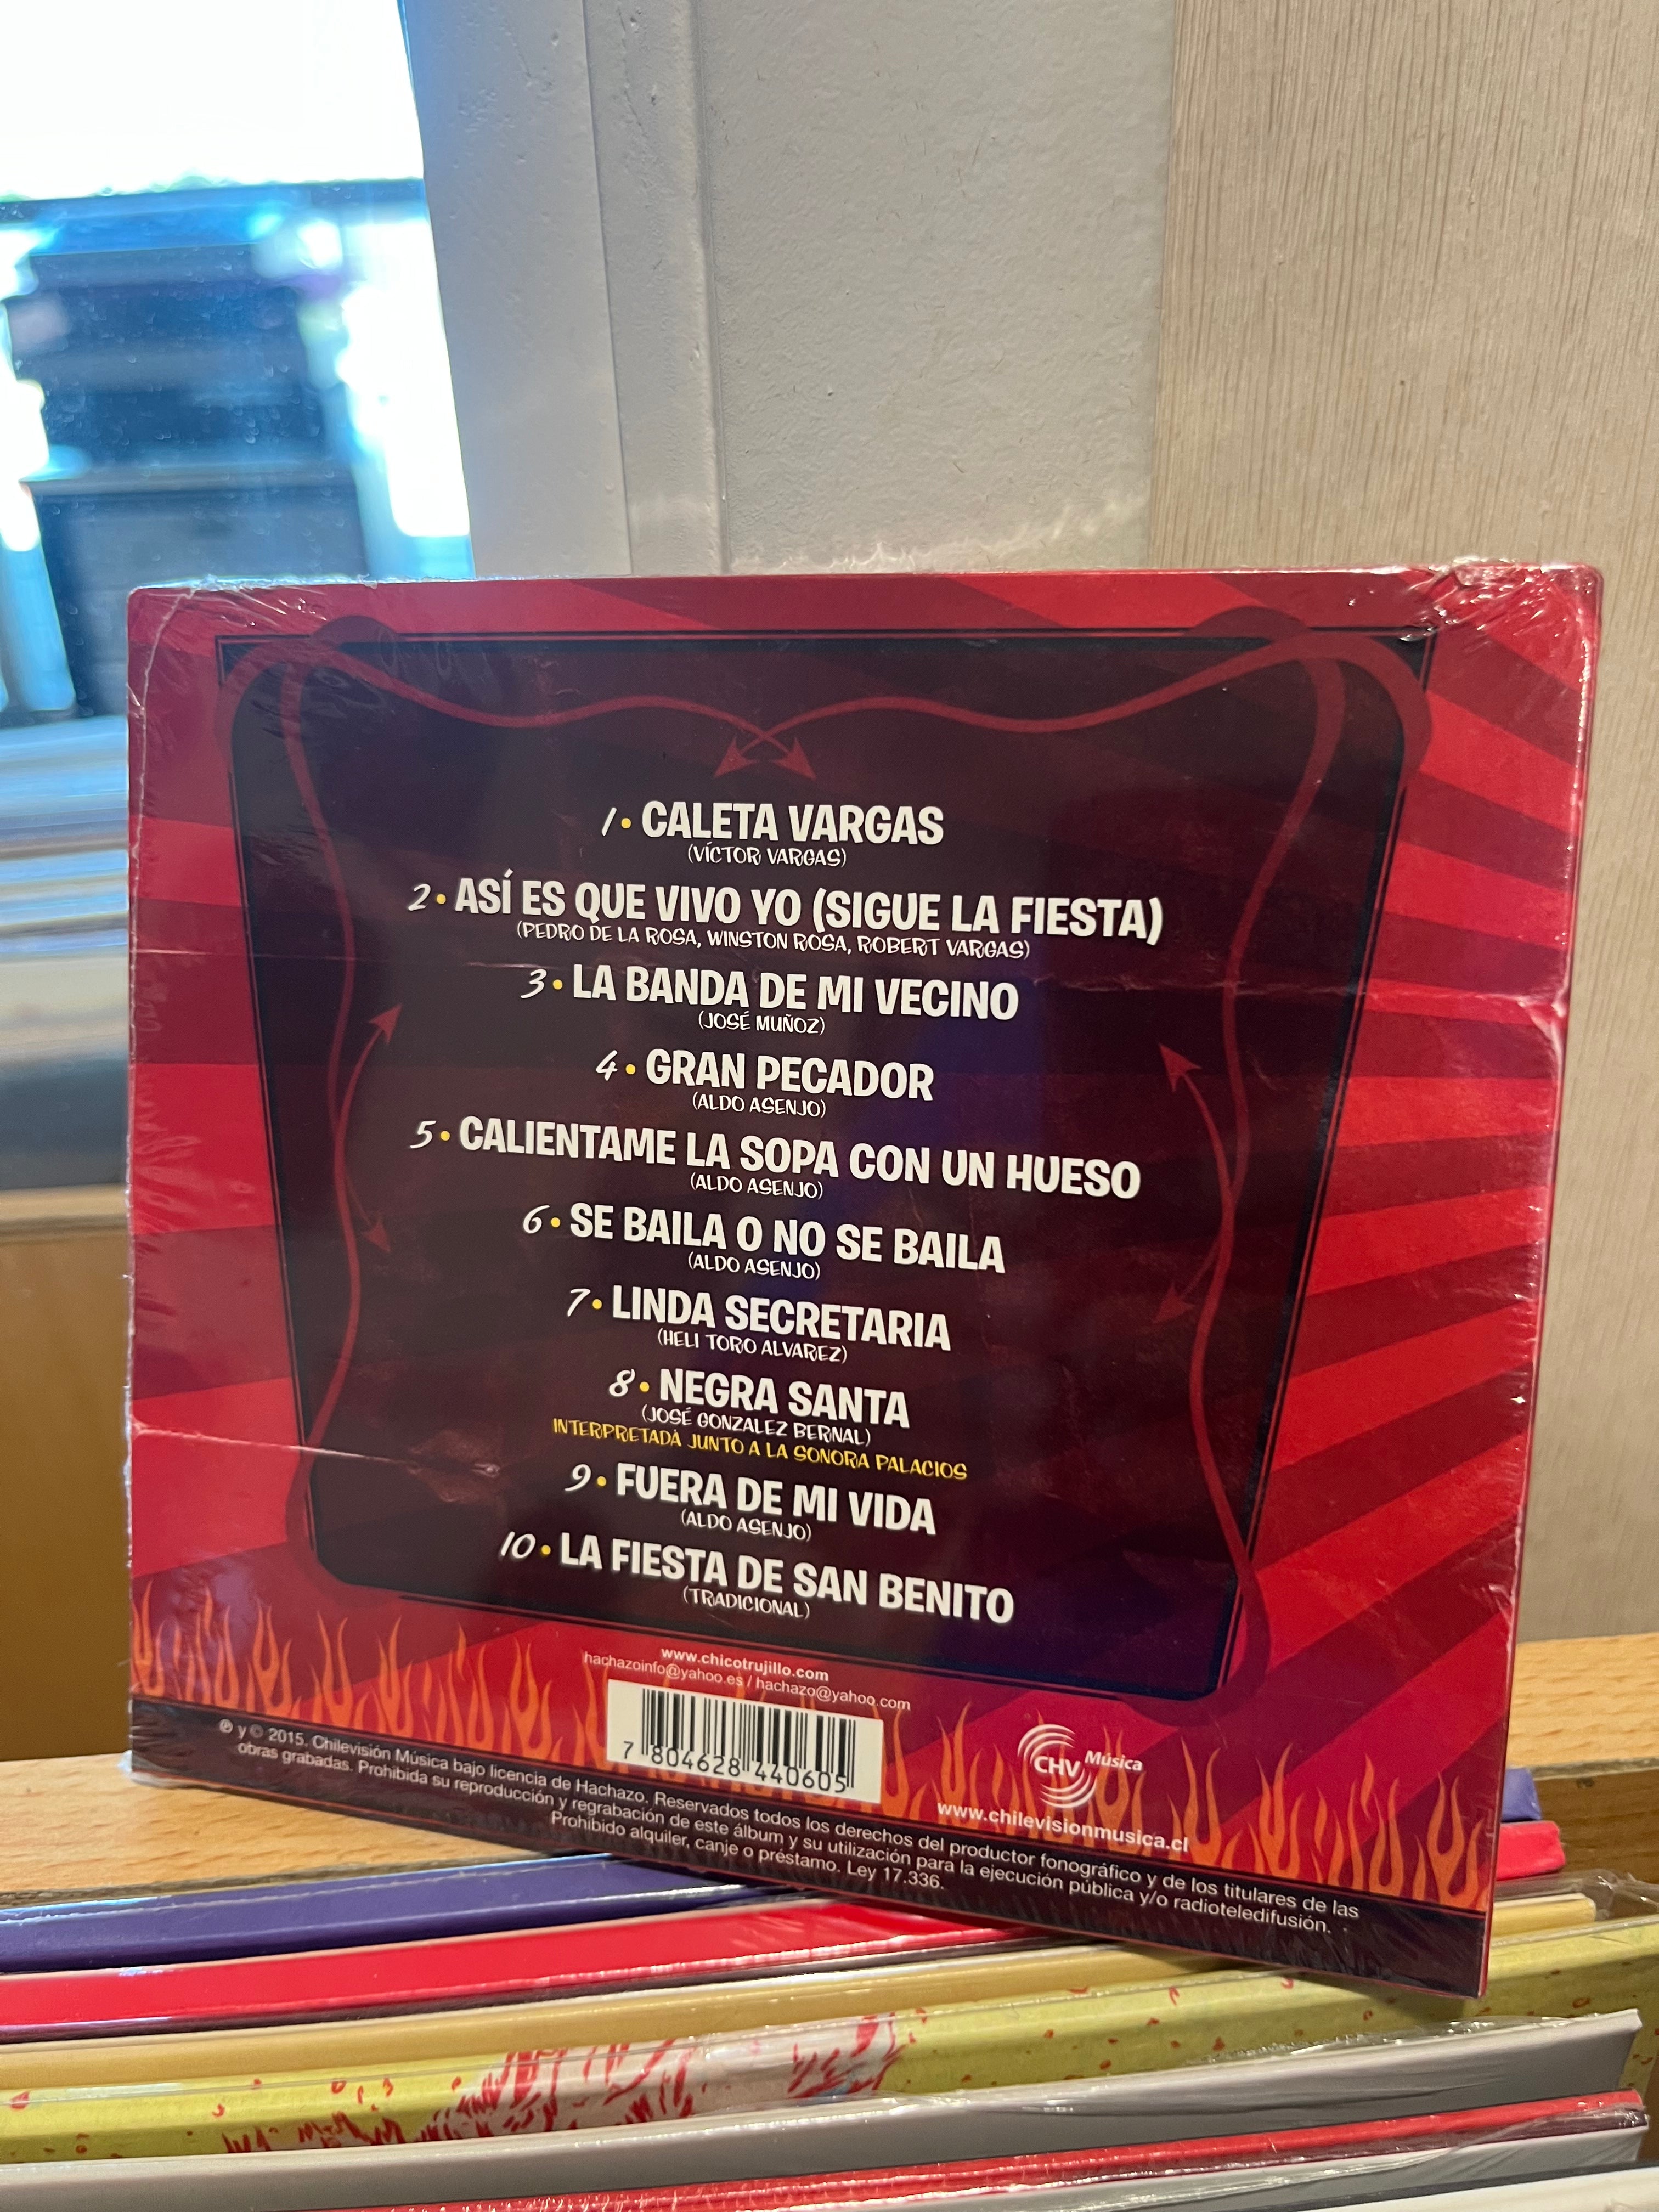 1 • CALETA VARGAS
(VÍCTOR VARGAS)
2 • ASÍ ES QUE VIVO YO (SIGUE LA FIESTA)
(PEDRO DE LA ROSA, WINSTON ROSA, ROBERT VARGAS)
3 • LA BANDA DE MI VECINO
(JOSÉ MUÑOZ)
4 • GRAN PECADOR
(ALDO ASENJO)
5 • CALIENTAME LA SOPA CON UN HUESO
(ALDO ASENJO)
6 • SE BAILA O NO SE BAILA
(ALDO ASENJO)
7 • LINDA SECRETARIA
(HELI TORO ALVAREZ)
8 • NEGRA SANTA
(JOSÉ GONZALEZ BERNAL)
INTERPRETADA JUNTO A LA SONORA PALACIOS
9 • FUERA DE MI VIDA
(ALDO ASENJO)
10 • LA FIESTA DE SAN BENITO
(TRADICIONAL)
www.chicotrujillo.com
hachazoinfo@yahoo.es / hachazo@yahoo.com
7 804628 440605
CHV Música
www.chilevisionmusica.cl
℗ y © 2015. Chilevisión Música bajo licencia de Hachazo. Reservados todos los derechos del productor fonográfico y de los titulares de las
obras grabadas. Prohibida su reproducción y regrabación de este álbum y su utilización para la ejecución pública y/o radioteledifusión.
Prohibido alquiler, canje o préstamo. Ley 17.336.